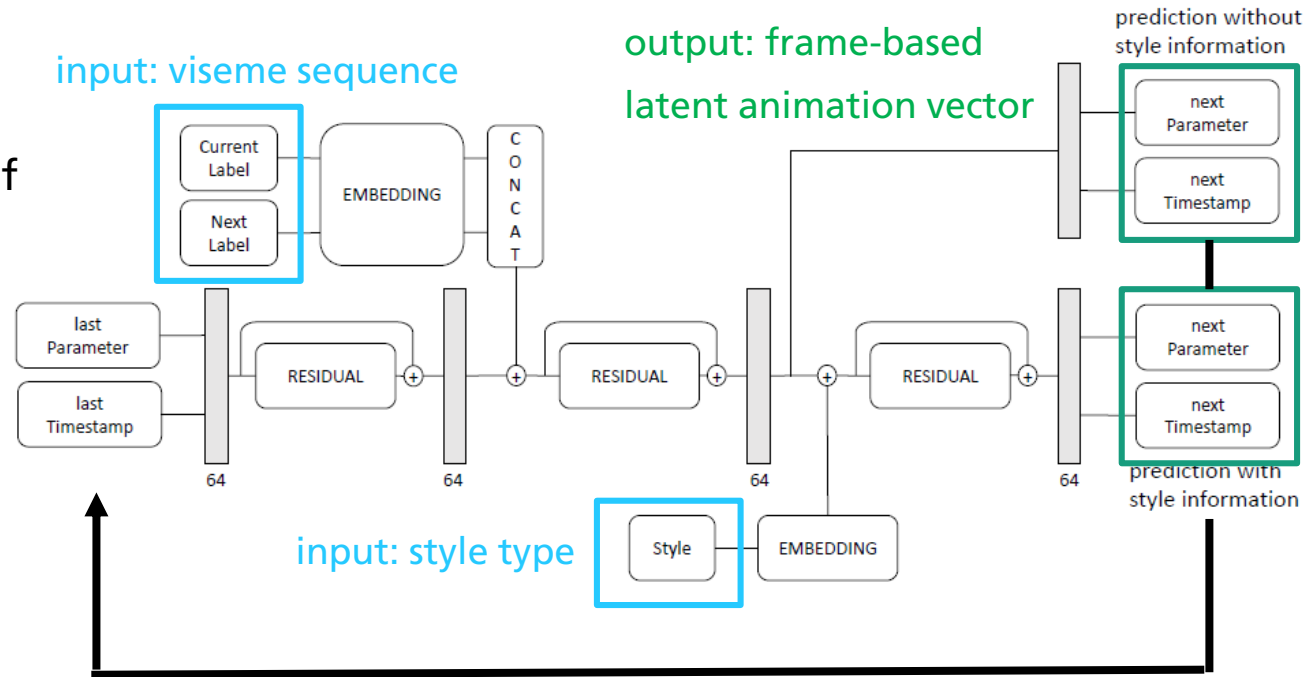 prediction without
style information
output: frame-based
latent animation vector
input: viseme sequence
next
Parameter
next
Timestamp
Current
Label
Next
Label
EMBEDDING
C
O
N
C
A
T
f
last
Parameter
last
Timestamp
RESIDUAL
+
+
RESIDUAL
+
+
RESIDUAL
+
next
Parameter
next
Timestamp
64
64
64
64
prediction with
style information
input: style type
Style
EMBEDDING